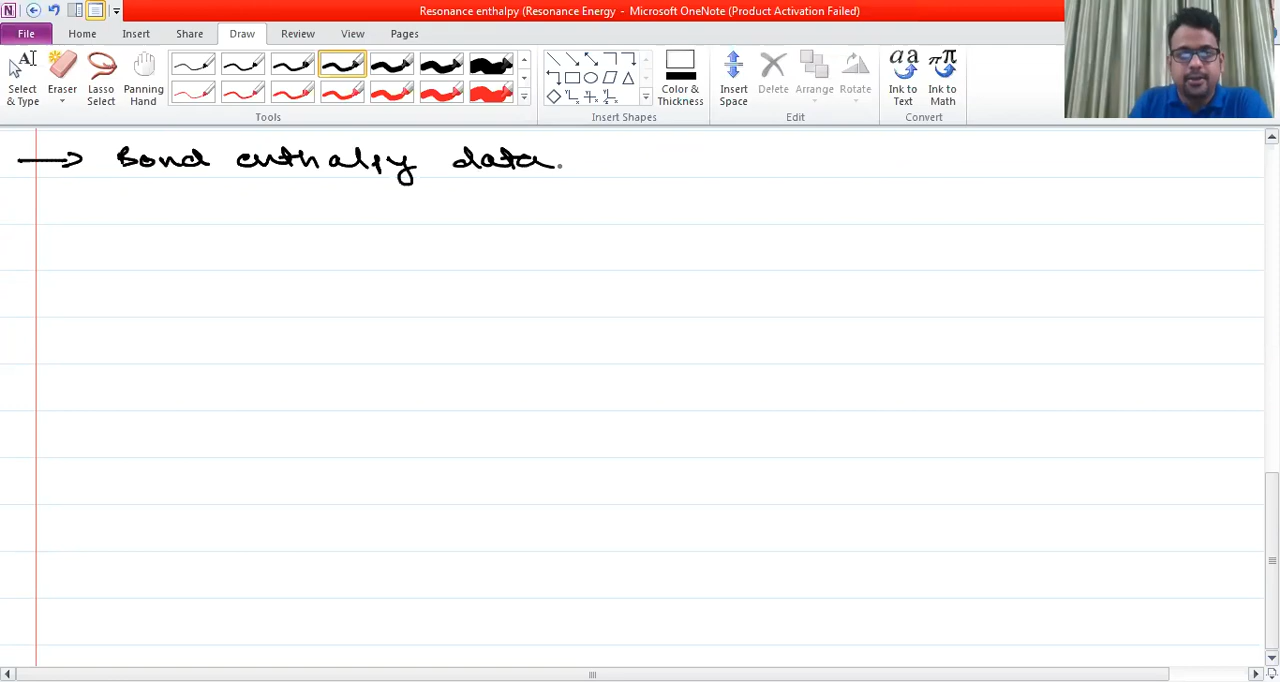 Resonance enthalpy (Resonance Energy - Microsoft OneNote (Product Activation Failed)
File Home Insert Share Draw Review View Pages
Select & Type Eraser Lasso Select Panning Hand Color & Thickness Insert Space Delete Arrange Rotate Ink to Text Ink to Math
Tools Insert Shapes Edit Convert
→ Bond enthalpy data.